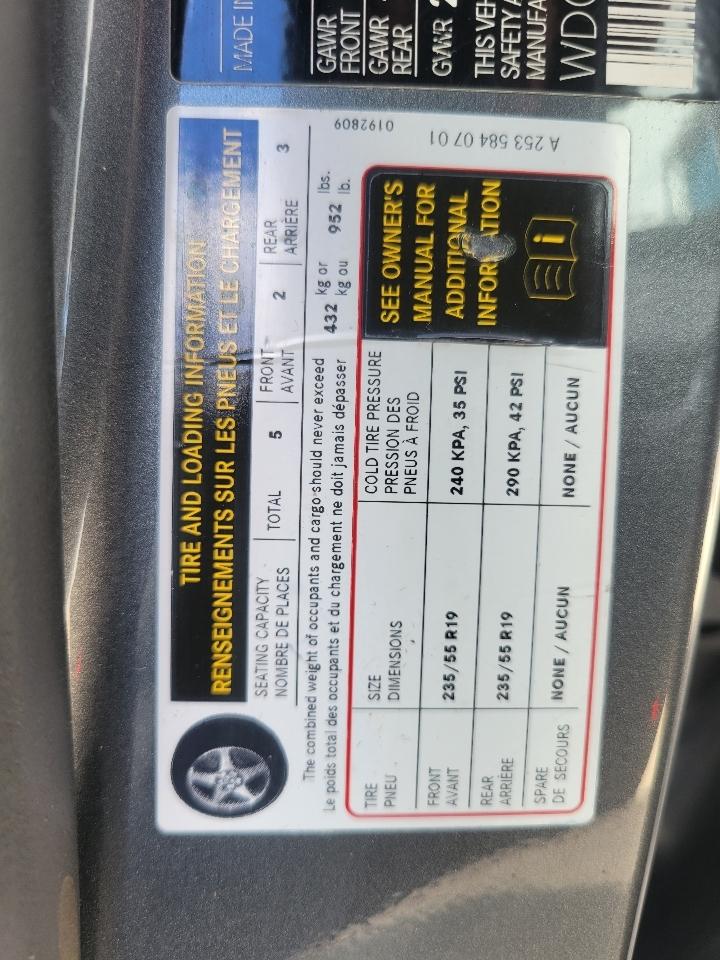 MADE IN
GAWR
FRONT
GAWR
REAR
GVWR 2
THIS VEH
SAFETY A
MANUFA
WDC
TIRE AND LOADING INFORMATION
RENSEIGNEMENTS SUR LES PNEUS ET LE CHARGEMENT
SEATING CAPACITY
NOMBRE DE PLACES
TOTAL 5
FRONT
AVANT 2
REAR
ARRIÈRE 3
The combined weight of occupants and cargo should never exceed
Le poids total des occupants et du chargement ne doit jamais dépasser
432 kg or
kg ou
952 lbs.
lb.
TIRE
PNEU
SIZE
DIMENSIONS
COLD TIRE PRESSURE
PRESSION DES
PNEUS À FROID
FRONT
AVANT
235/55 R19
240 KPA, 35 PSI
REAR
ARRIÈRE
235/55 R19
290 KPA, 42 PSI
SPARE
DE SECOURS
NONE / AUCUN
NONE / AUCUN
SEE OWNER'S
MANUAL FOR
ADDITIONAL
INFORMATION
i
0192809
A 253 584 07 01